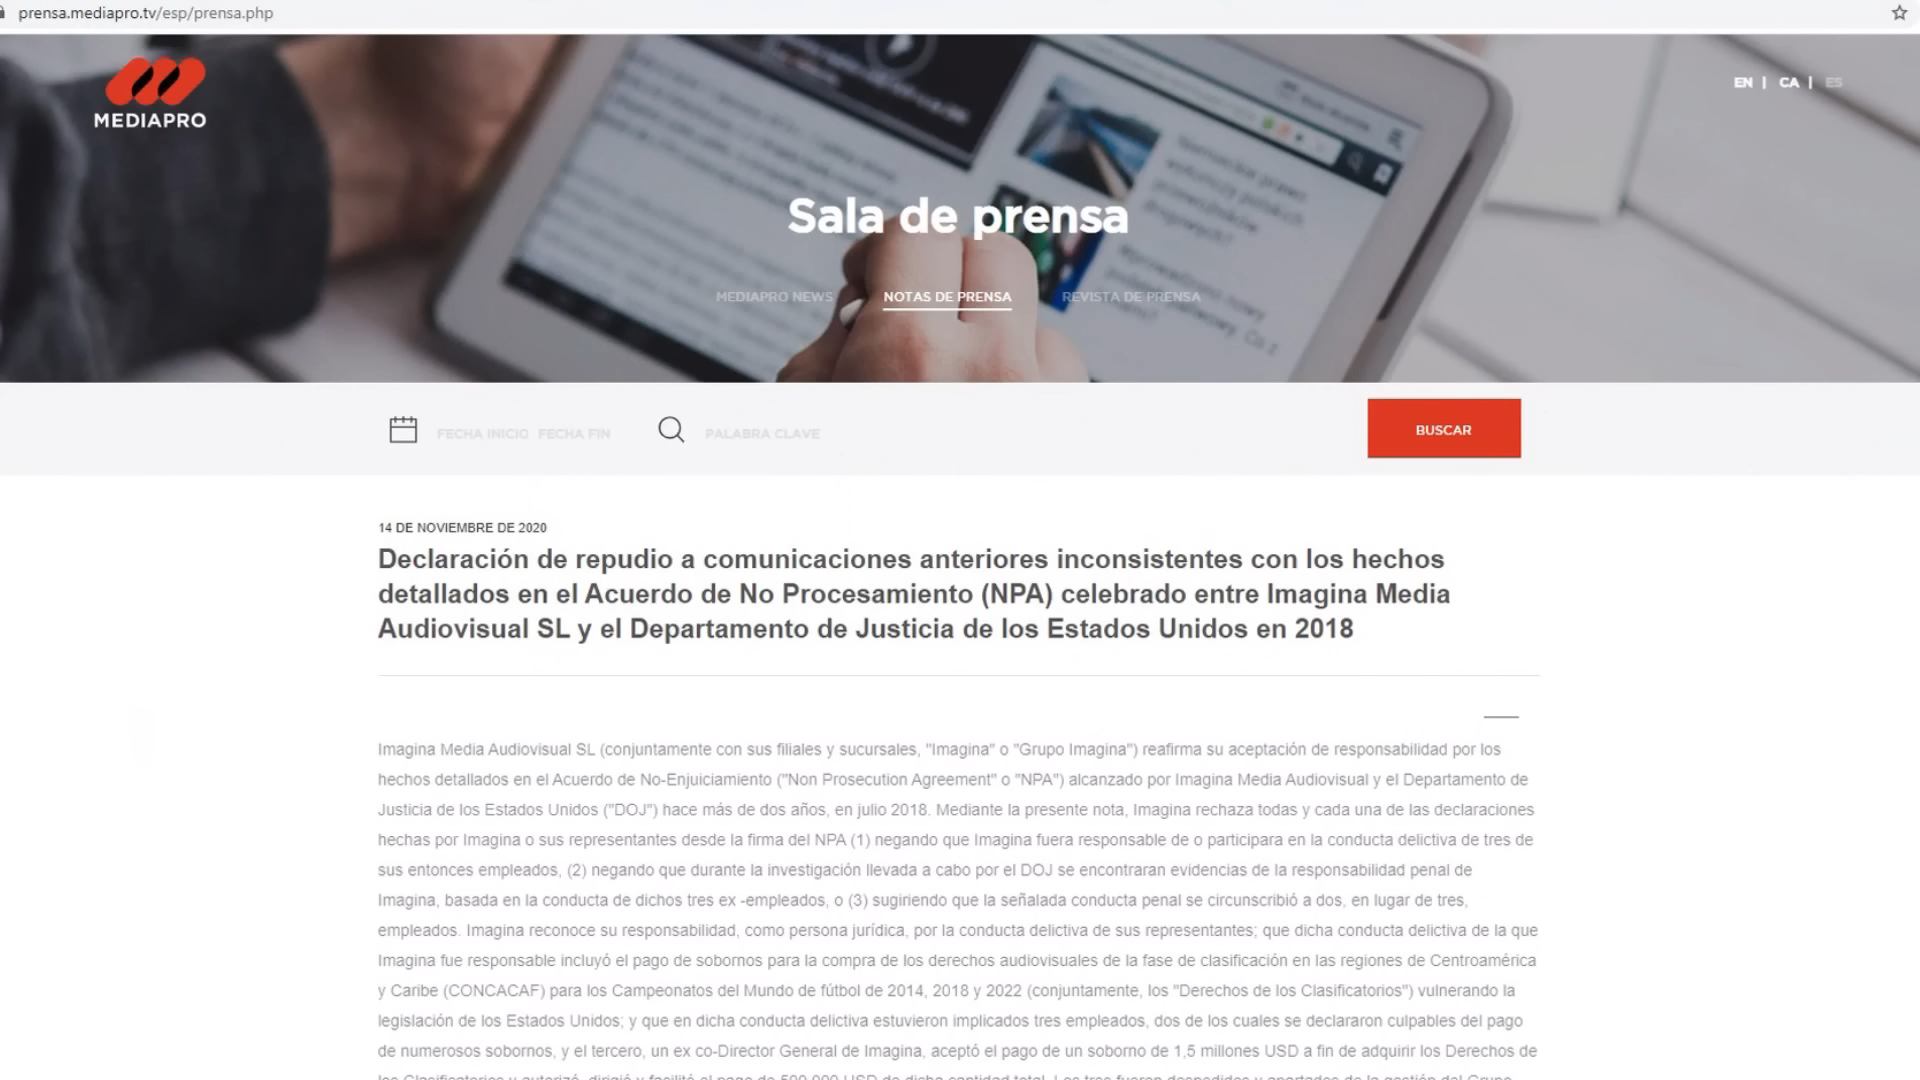 prensa.mediapro.tv/esp/prensa.php
MEDIAPRO
EN | CA | ES
Sala de prensa
MEDIAPRO NEWS NOTAS DE PRENSA REVISTA DE PRENSA
FECHA INICIO FECHA FIN PALABRA CLAVE BUSCAR
14 DE NOVIEMBRE DE 2020
Declaración de repudio a comunicaciones anteriores inconsistentes con los hechos
detallados en el Acuerdo de No Procesamiento (NPA) celebrado entre Imagina Media
Audiovisual SL y el Departamento de Justicia de los Estados Unidos en 2018
Imagina Media Audiovisual SL (conjuntamente con sus filiales y sucursales, "Imagina" o "Grupo Imagina") reafirma su aceptación de responsabilidad por los
hechos detallados en el Acuerdo de No-Enjuiciamiento ("Non Prosecution Agreement" o "NPA") alcanzado por Imagina Media Audiovisual y el Departamento de
Justicia de los Estados Unidos ("DOJ") hace más de dos años, en julio 2018. Mediante la presente nota, Imagina rechaza todas y cada una de las declaraciones
hechas por Imagina o sus representantes desde la firma del NPA (1) negando que Imagina fuera responsable de o participara en la conducta delictiva de tres de
sus entonces empleados, (2) negando que durante la investigación llevada a cabo por el DOJ se encontraran evidencias de la responsabilidad penal de
Imagina, basada en la conducta de dichos tres ex -empleados, o (3) sugiriendo que la señalada conducta penal se circunscribió a dos, en lugar de tres,
empleados. Imagina reconoce su responsabilidad, como persona jurídica, por la conducta delictiva de sus representantes; que dicha conducta delictiva de la que
Imagina fue responsable incluyó el pago de sobornos para la compra de los derechos audiovisuales de la fase de clasificación en las regiones de Centroamérica
y Caribe (CONCACAF) para los Campeonatos del Mundo de fútbol de 2014, 2018 y 2022 (conjuntamente, los "Derechos de los Clasificatorios") vulnerando la
legislación de los Estados Unidos; y que en dicha conducta delictiva estuvieron implicados tres empleados, dos de los cuales se declararon culpables del pago
de numerosos sobornos, y el tercero, un ex co-Director General de Imagina, aceptó el pago de un soborno de 1,5 millones USD a fin de adquirir los Derechos de